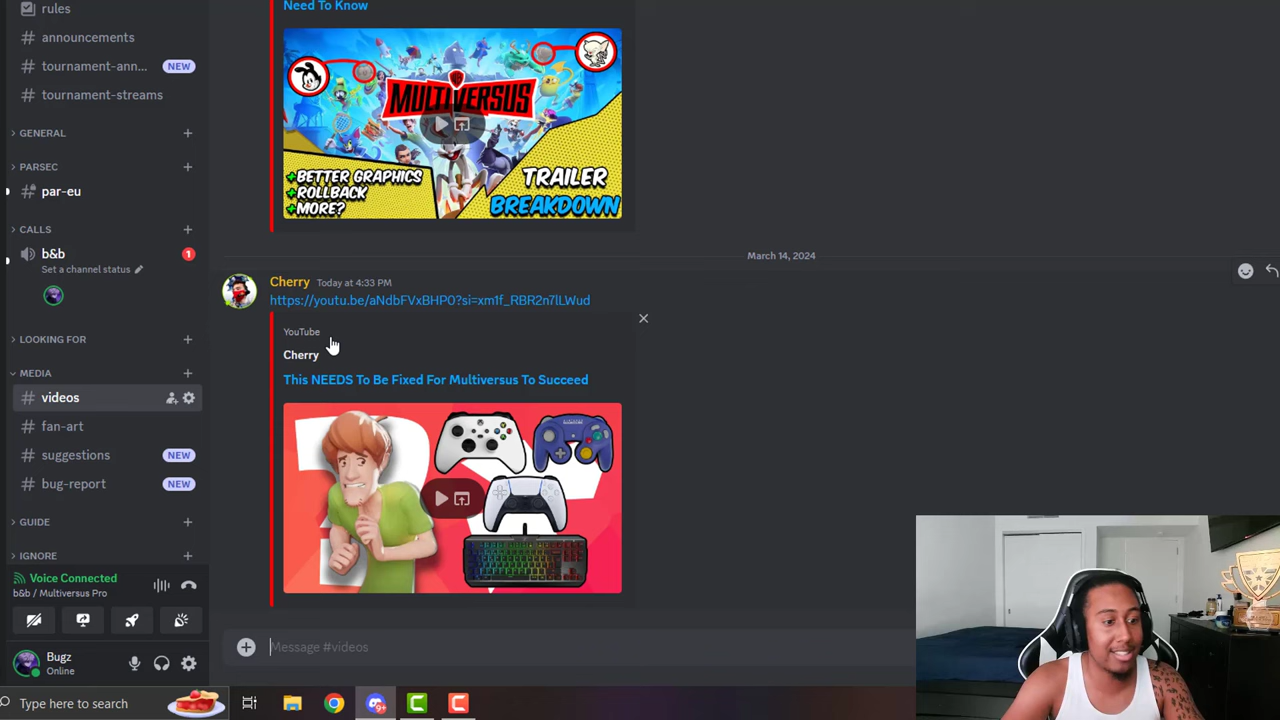 rules
announcements
tournament-ann... NEW
tournament-streams
GENERAL
PARSEC
par-eu
CALLS
b&b 1
Set a channel status
LOOKING FOR
MEDIA
videos
fan-art
suggestions NEW
bug-report NEW
GUIDE
IGNORE
Voice Connected
b&b / Multiversus Pro
Bugz
Online
Need To Know
MULTIVERSUS
+BETTER GRAPHICS
+ROLLBACK
+MORE?
TRAILER
BREAKDOWN
March 14, 2024
Cherry Today at 4:33 PM
https://youtu.be/aNdbFVxBHP0?si=xm1f_RBR2n7lLWud
YouTube
Cherry
This NEEDS To Be Fixed For Multiversus To Succeed
Message #videos
Type here to search
9+